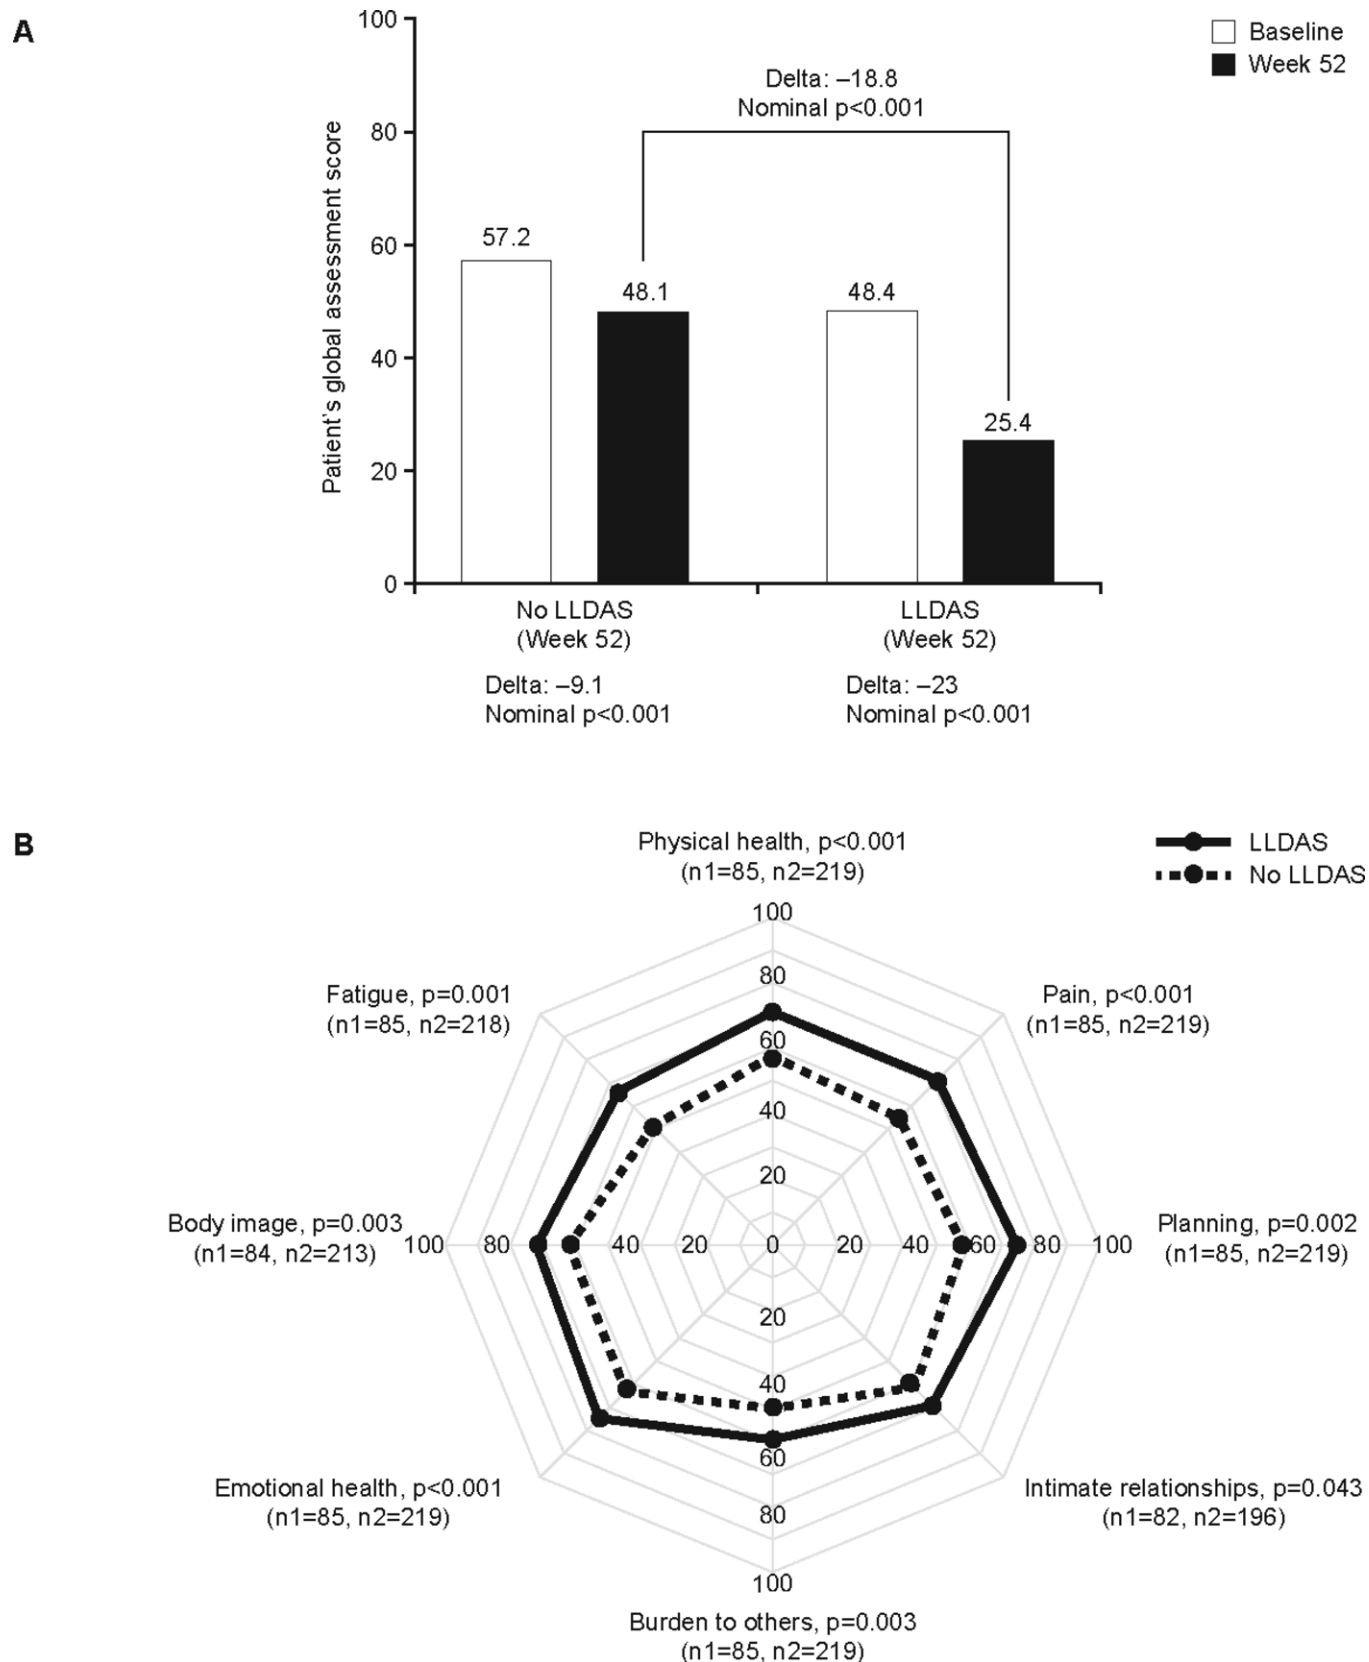 A
Baseline
Week 52
Patient's global assessment score
100
80
60
40
20
0
Delta: –18.8
Nominal p<0.001
57.2
48.1
48.4
25.4
No LLDAS
(Week 52)
LLDAS
(Week 52)
Delta: –9.1
Nominal p<0.001
Delta: –23
Nominal p<0.001
B
LLDAS
No LLDAS
Physical health, p<0.001
(n1=85, n2=219)
Fatigue, p=0.001
(n1=85, n2=218)
Pain, p<0.001
(n1=85, n2=219)
100
80
60
40
20
Body image, p=0.003
(n1=84, n2=213)
100 80 40 20 0 20 40 60 80 100
Planning, p=0.002
(n1=85, n2=219)
20
40
60
80
100
Emotional health, p<0.001
(n1=85, n2=219)
Intimate relationships, p=0.043
(n1=82, n2=196)
Burden to others, p=0.003
(n1=85, n2=219)